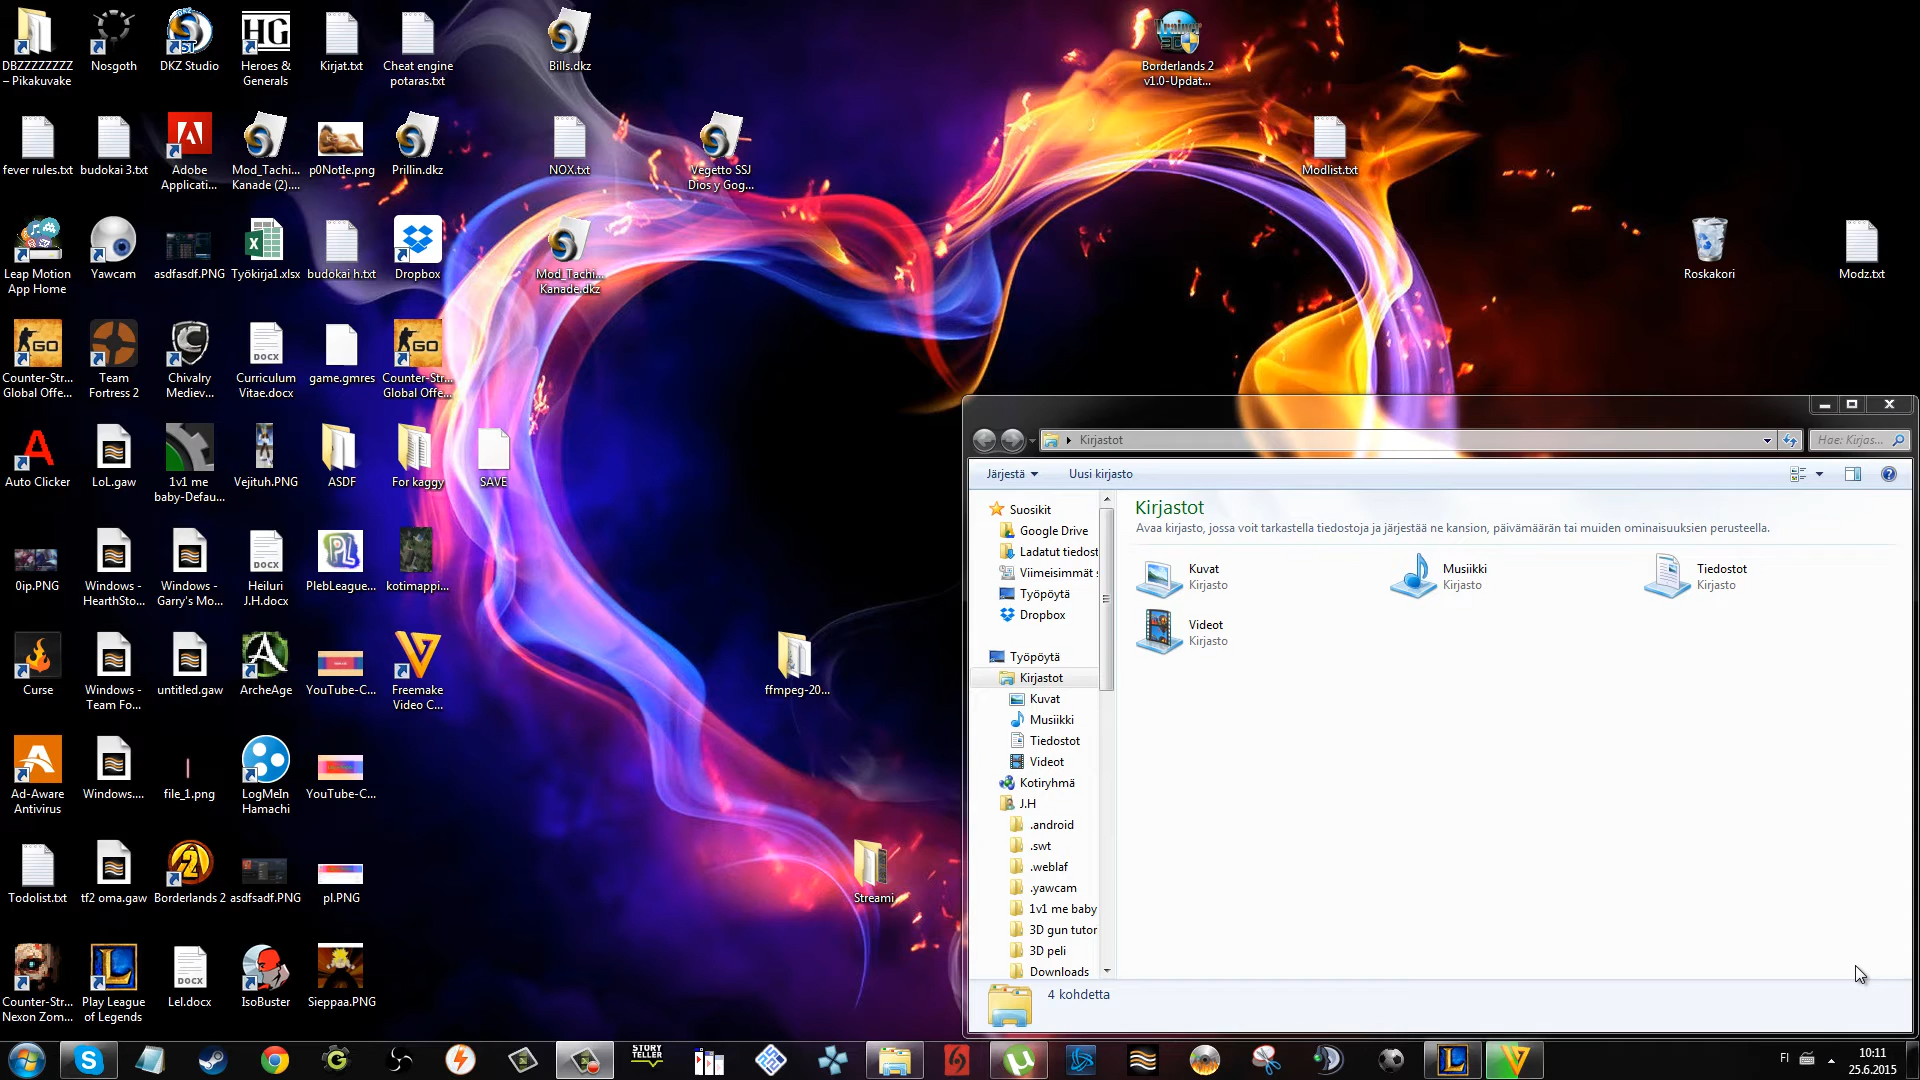 DBZZZZZZZZ
– Pikakuvake
Nosgoth
DKZ Studio
Heroes &
Generals
Kirjat.txt
Cheat engine
potaras.txt
Bills.dkz
Borderlands 2
v1.0-Updat...
fever rules.txt
budokai 3.txt
Adobe
Applicati...
Mod_Tachi...
Kanade (2)....
p0NotIe.png
Prillin.dkz
NOX.txt
Vegetto SSJ
Dios y Gog...
Modlist.txt
Leap Motion
App Home
Yawcam
asdfasdf.PNG
Työkirja1.xlsx
budokai h.txt
Dropbox
Mod_Tachi...
Kanade.dkz
Roskakori
Modz.txt
Counter-Str...
Global Offe...
Team
Fortress 2
Chivalry
Mediev...
Curriculum
Vitae.docx
game.gmres
Counter-Str...
Global Offe...
Auto Clicker
LoL.gaw
1v1 me
baby-Defau...
Vejituh.PNG
ASDF
For kaggy
SAVE
0ip.PNG
Windows -
HearthSto...
Windows -
Garry's Mo...
Heiluri
J.H.docx
PlebLeague...
kotimappi...
Curse
Windows -
Team Fo...
untitled.gaw
ArcheAge
YouTube-C...
Freemake
Video C...
ffmpeg-20...
Ad-Aware
Antivirus
Windows....
file_1.png
LogMeIn
Hamachi
YouTube-C...
Todolist.txt
tf2 oma.gaw
Borderlands 2
asdfsadf.PNG
pl.PNG
Streami
Counter-Str...
Nexon Zom...
Play League
of Legends
Lel.docx
IsoBuster
Sieppaa.PNG
Kirjastot
Hae: Kirjas...
Järjestä
Uusi kirjasto
Suosikit
Google Drive
Ladatut tiedost
Viimeisimmät s
Työpöytä
Dropbox
Työpöytä
Kirjastot
Kuvat
Musiikki
Tiedostot
Videot
Kotiryhmä
J.H
.android
.swt
.weblaf
.yawcam
1v1 me baby
3D gun tutor
3D peli
Downloads
Kirjastot
Avaa kirjasto, jossa voit tarkastella tiedostoja ja järjestää ne kansion, päivämäärän tai muiden ominaisuuksien perusteella.
Kuvat
Kirjasto
Musiikki
Kirjasto
Tiedostot
Kirjasto
Videot
Kirjasto
4 kohdetta
STORY
TELLER
FI
10:11
25.6.2015